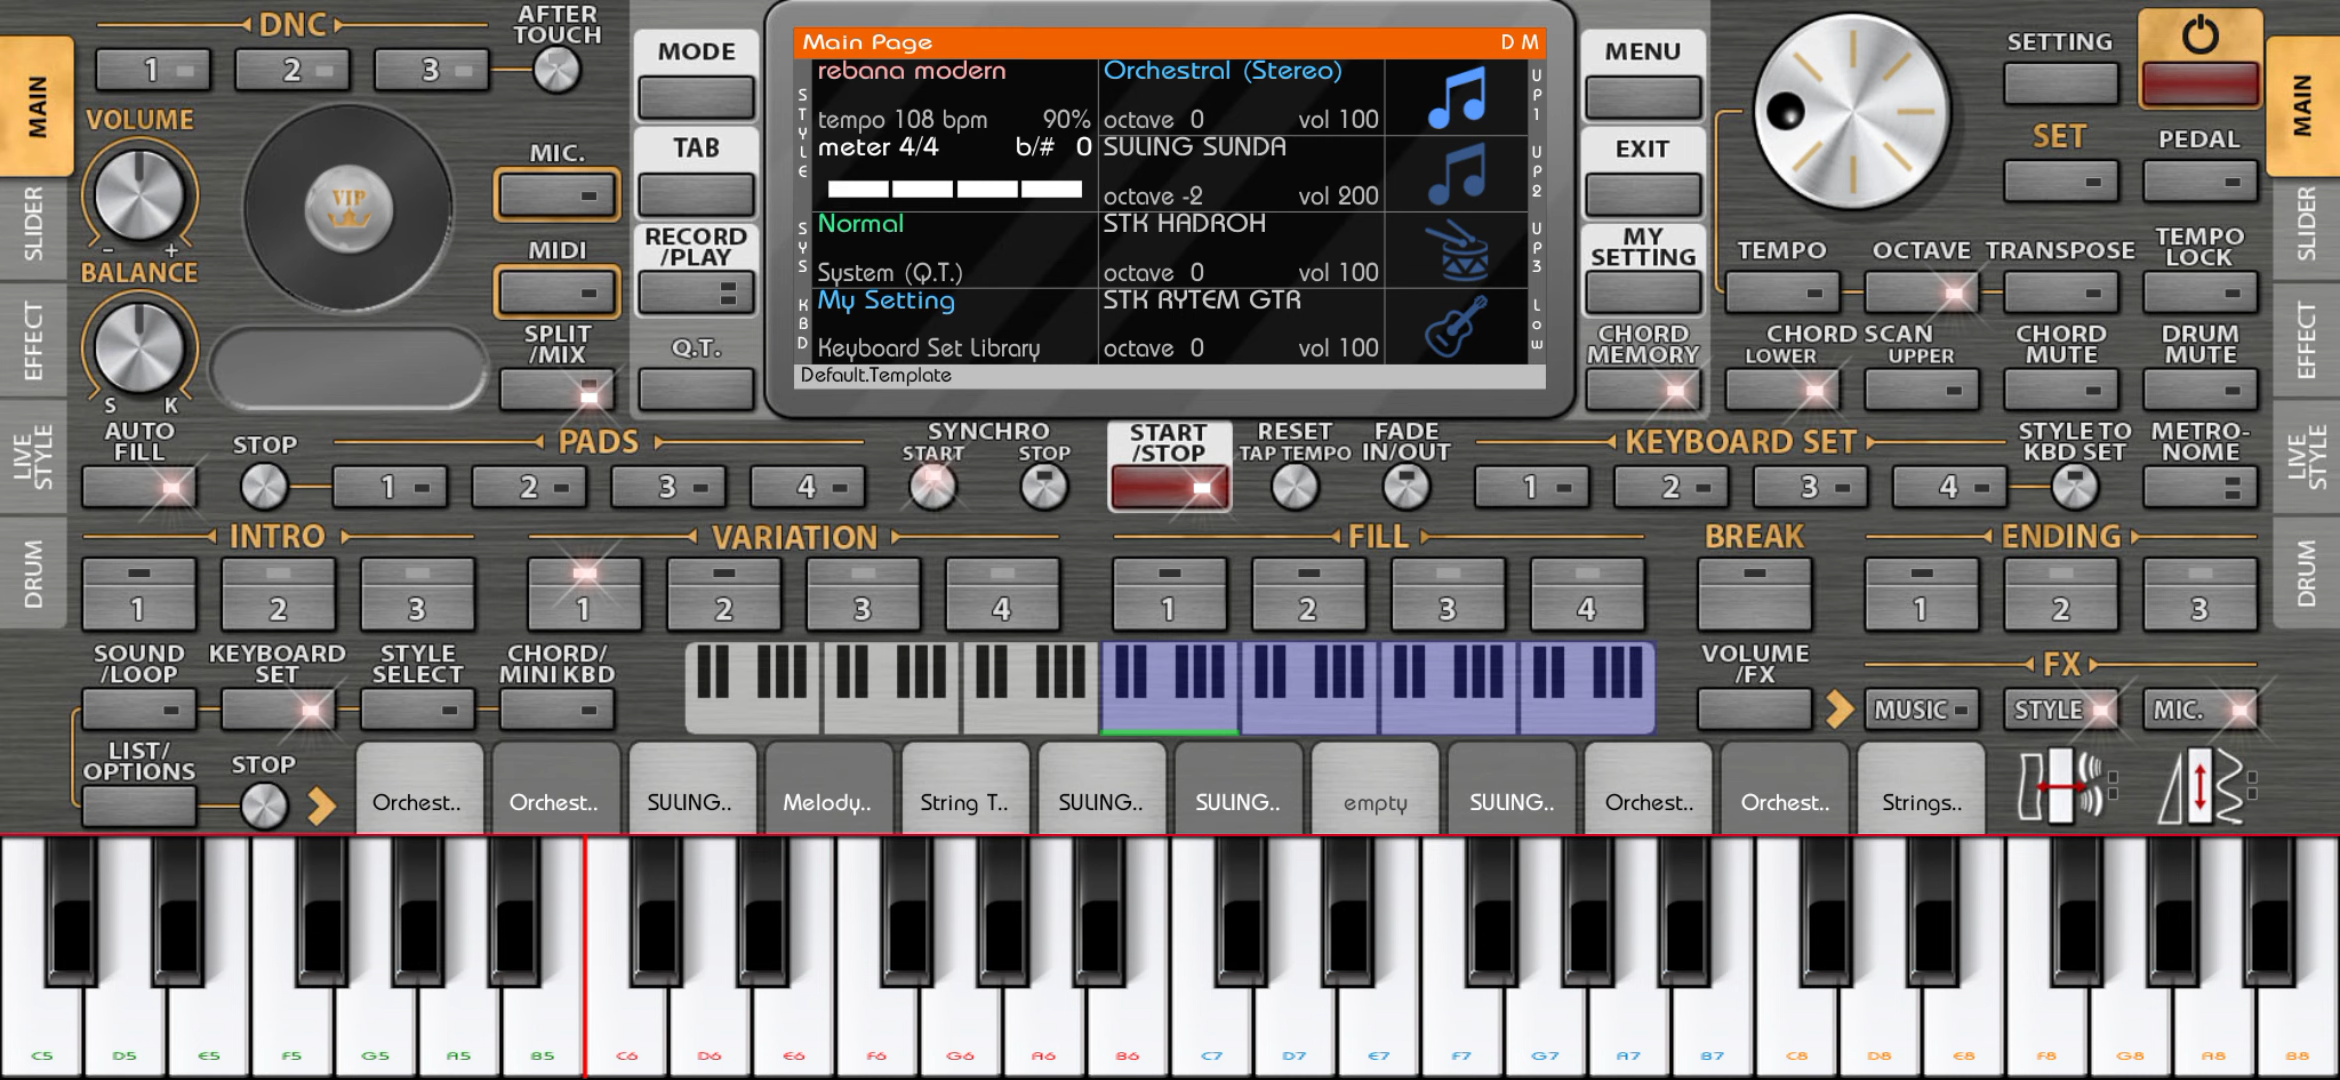 DNC
1
2
3
AFTER
TOUCH
MAIN
SLIDER
EFFECT
LIVE
STYLE
DRUM
VOLUME
- +
BALANCE
S K
VIP
MIC.
MIDI
SPLIT
/MIX
MODE
TAB
RECORD
/PLAY
Q.T.
Main Page D M
STYLE
rebana modern
tempo 108 bpm 90%
meter 4/4 b/# 0
SYS
Normal
System (Q.T.)
KBD
My Setting
Keyboard Set Library
Orchestral (Stereo)
octave 0 vol 100
UP1
SULING SUNDA
octave -2 vol 200
UP2
STK HADROH
octave 0 vol 100
UP3
STK RYTEM GTR
octave 0 vol 100
Low
Default.Template
MENU
EXIT
MY
SETTING
CHORD
MEMORY
SETTING
SET
PEDAL
MAIN
SLIDER
EFFECT
LIVE
STYLE
DRUM
TEMPO
OCTAVE
TRANSPOSE
TEMPO
LOCK
CHORD SCAN
LOWER UPPER
CHORD
MUTE
DRUM
MUTE
AUTO
FILL
STOP
PADS
1
2
3
4
SYNCHRO
START STOP
START
/STOP
RESET
TAP TEMPO
FADE
IN/OUT
KEYBOARD SET
1
2
3
4
STYLE TO
KBD SET
METRO-
NOME
INTRO
1
2
3
VARIATION
1
2
3
4
FILL
1
2
3
4
BREAK
ENDING
1
2
3
SOUND
/LOOP
KEYBOARD
SET
STYLE
SELECT
CHORD/
MINI KBD
VOLUME
/FX
FX
MUSIC
STYLE
MIC.
LIST/
OPTIONS
STOP
Orchest..
Orchest..
SULING..
Melody..
String T..
SULING..
SULING..
empty
SULING..
Orchest..
Orchest..
Strings..
C5 D5 E5 F5 G5 A5 B5 C6 D6 E6 F6 G6 A6 B6 C7 D7 E7 F7 G7 A7 B7 C8 D8 E8 F8 G8 A8 B8